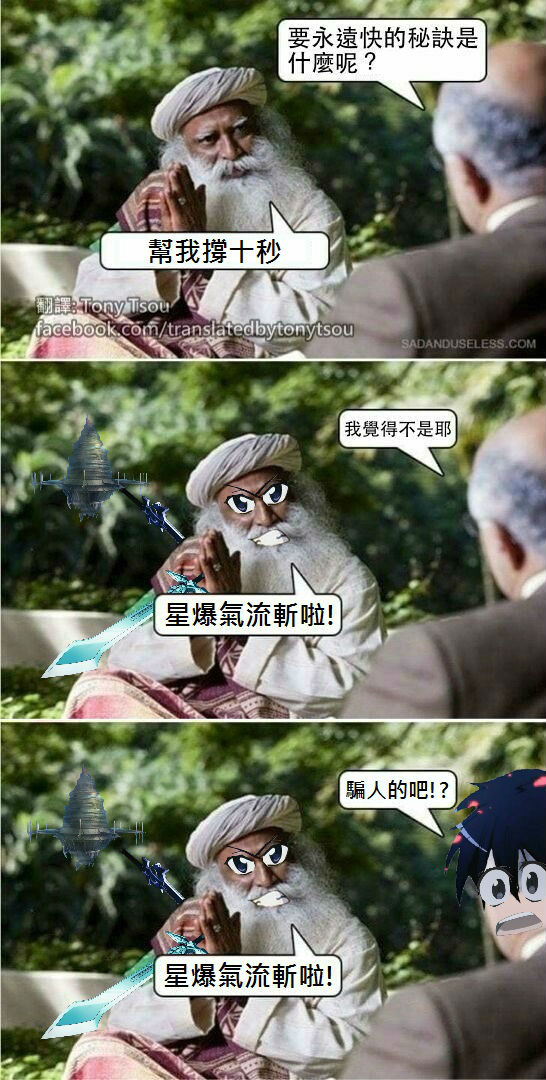 要永遠快的秘訣是
什麼呢？
幫我撐十秒
翻譯: Tony Tsou
facebook.com/translatedbytonytsou
SADANDUSELESS.COM
我覺得不是耶
星爆氣流斬啦!
騙人的吧!？
星爆氣流斬啦!